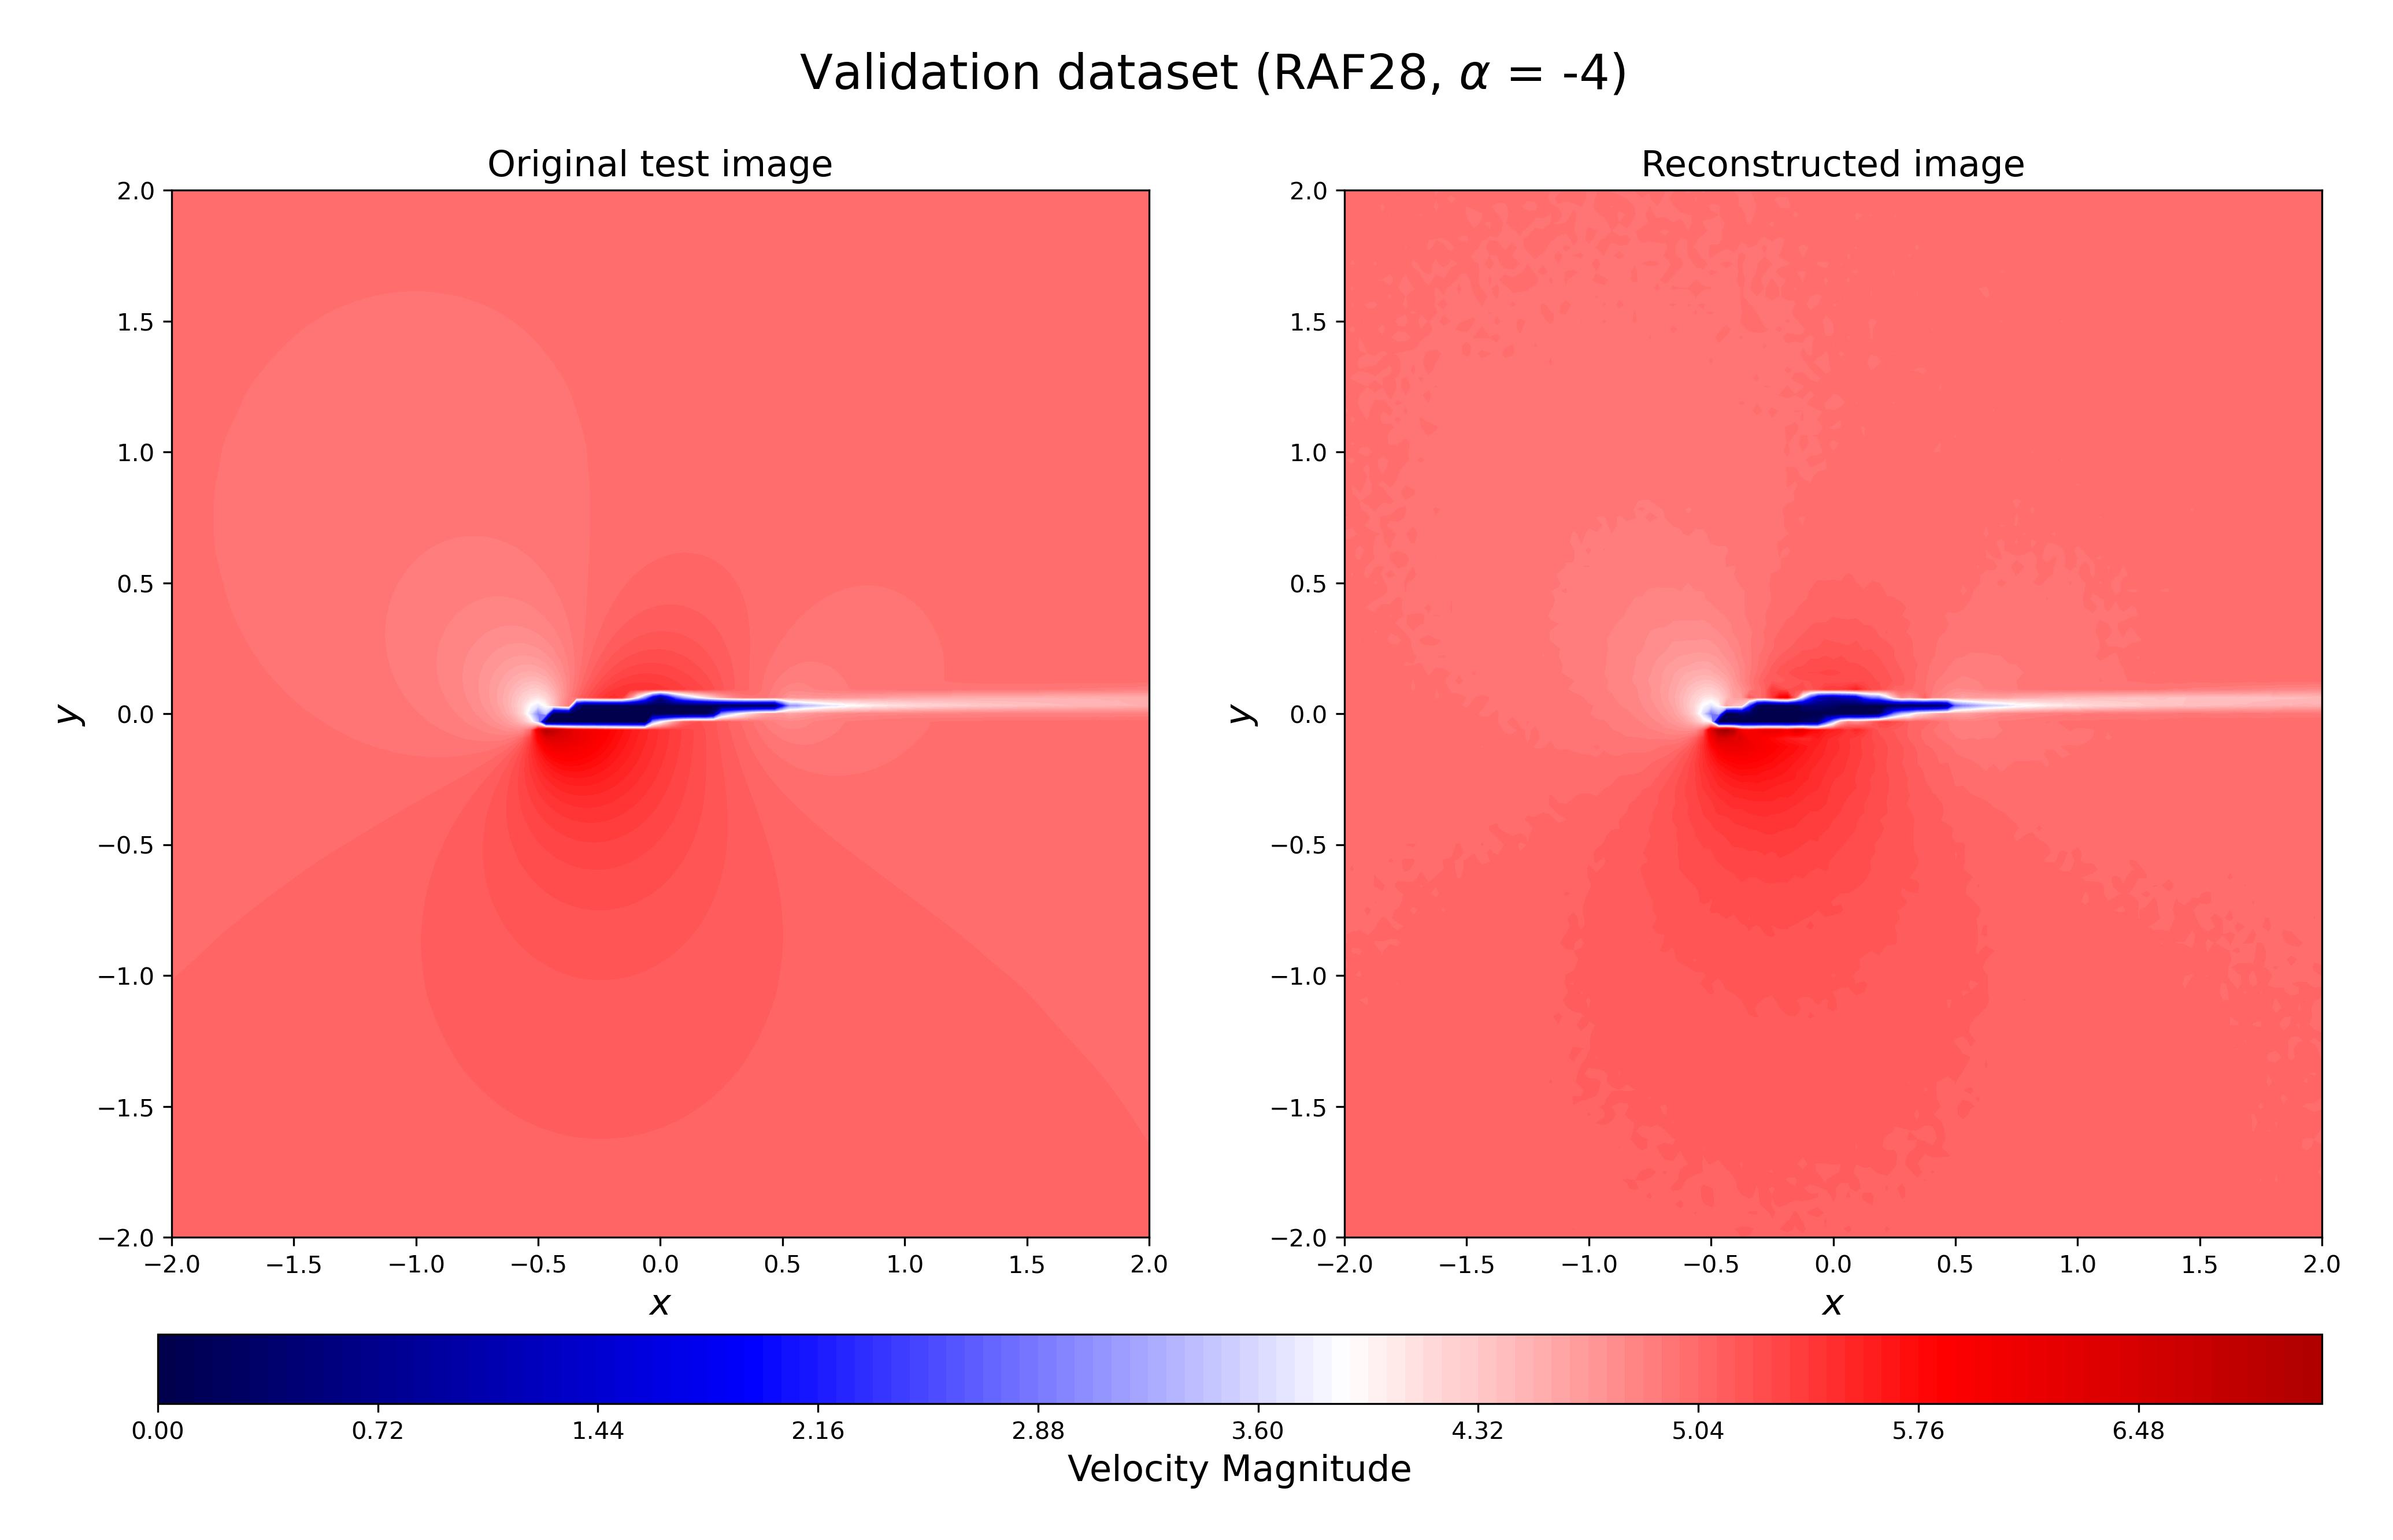 Validation dataset (RAF28, α = -4)
Original test image
Reconstructed image
2.0
1.5
1.0
0.5
0.0
−0.5
−1.0
−1.5
−2.0
y
−2.0 −1.5 −1.0 −0.5 0.0 0.5 1.0 1.5 2.0
x
2.0
1.5
1.0
0.5
0.0
−0.5
−1.0
−1.5
−2.0
y
−2.0 −1.5 −1.0 −0.5 0.0 0.5 1.0 1.5 2.0
x
0.00 0.72 1.44 2.16 2.88 3.60 4.32 5.04 5.76 6.48
Velocity Magnitude